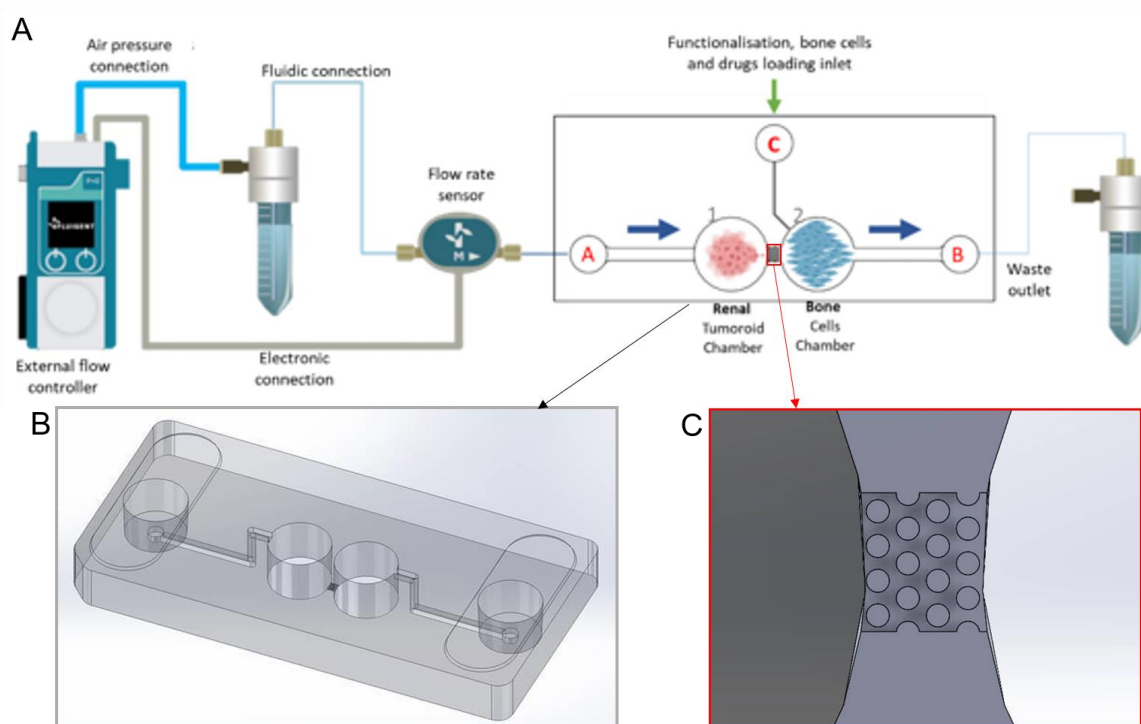 A
Air pressure
connection
Fluidic connection
Functionalisation, bone cells
and drugs loading inlet
Flow rate
sensor
FLUIGENT
M
C
1
2
A
B
Renal
Tumoroid
Chamber
Bone
Cells
Chamber
Waste
outlet
External flow
controller
Electronic
connection
B
C